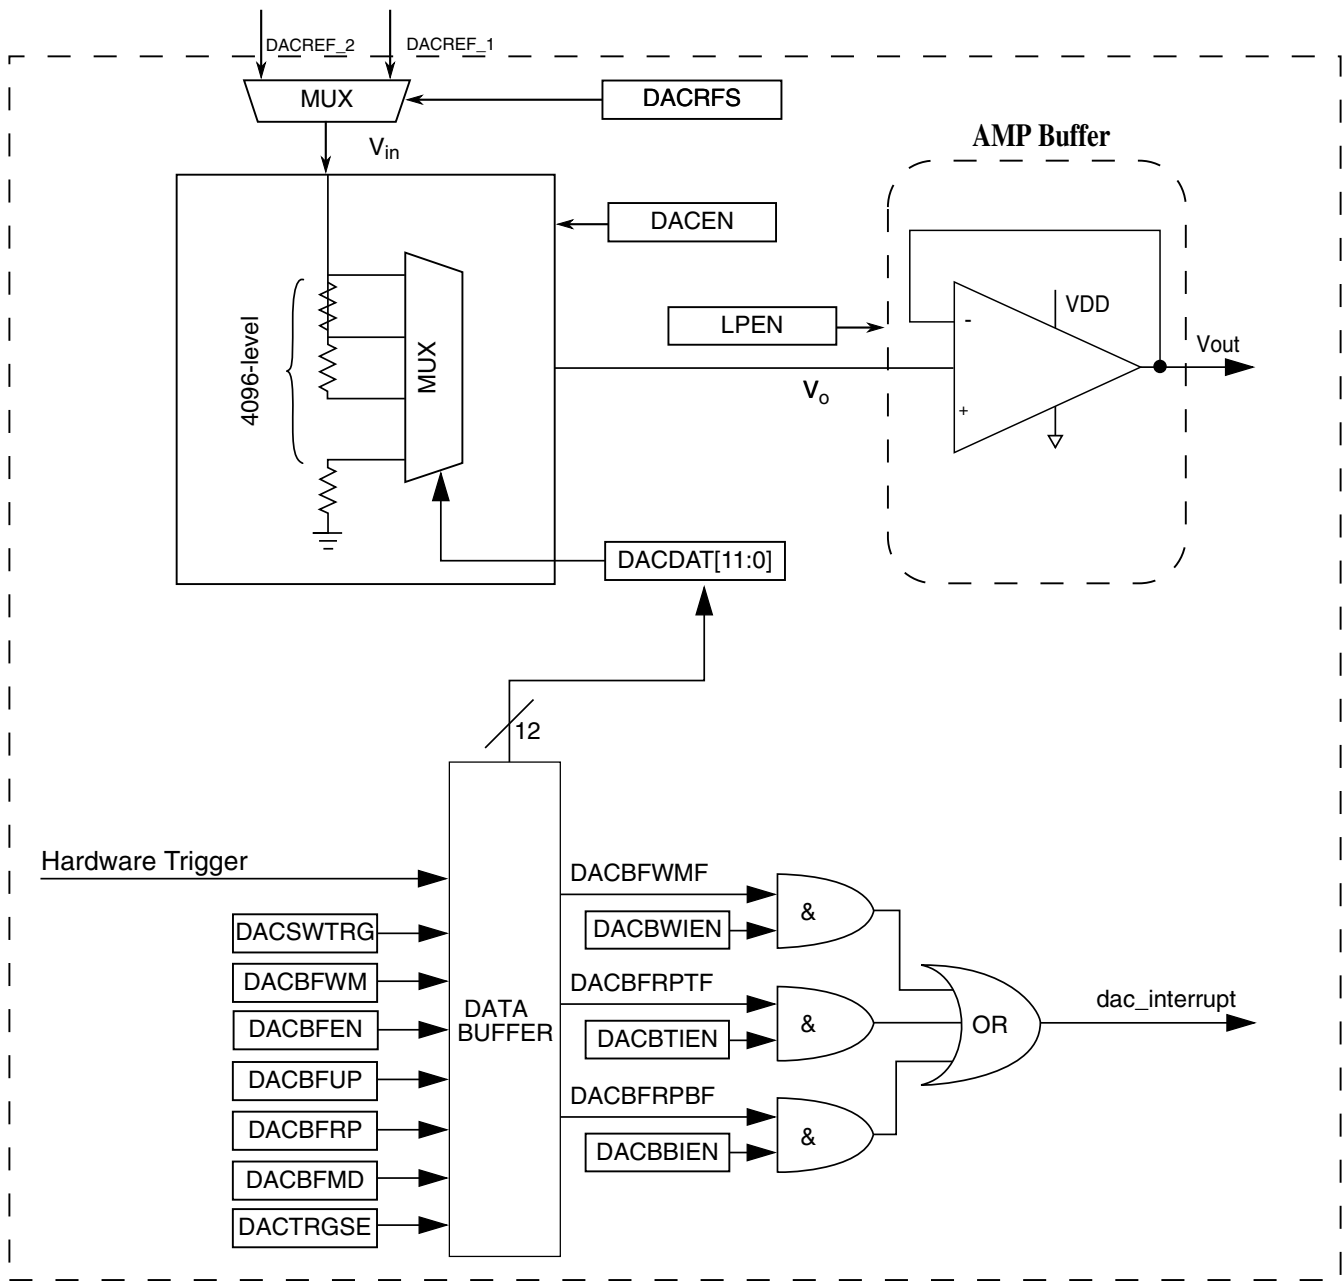 DACREF_2
DACREF_1
MUX
DACRFS
Vin
AMP Buffer
DACEN
4096-level
MUX
LPEN
VDD
-
+
Vo
Vout
DACDAT[11:0]
12
Hardware Trigger
DACSWTRG
DACBFWM
DACBFEN
DACBFUP
DACBFRP
DACBFMD
DACTRGSE
DATA
BUFFER
DACBFWMF
DACBWIEN
&
DACBFRPTF
DACBTIEN
&
DACBFRPBF
DACBBIEN
&
OR
dac_interrupt